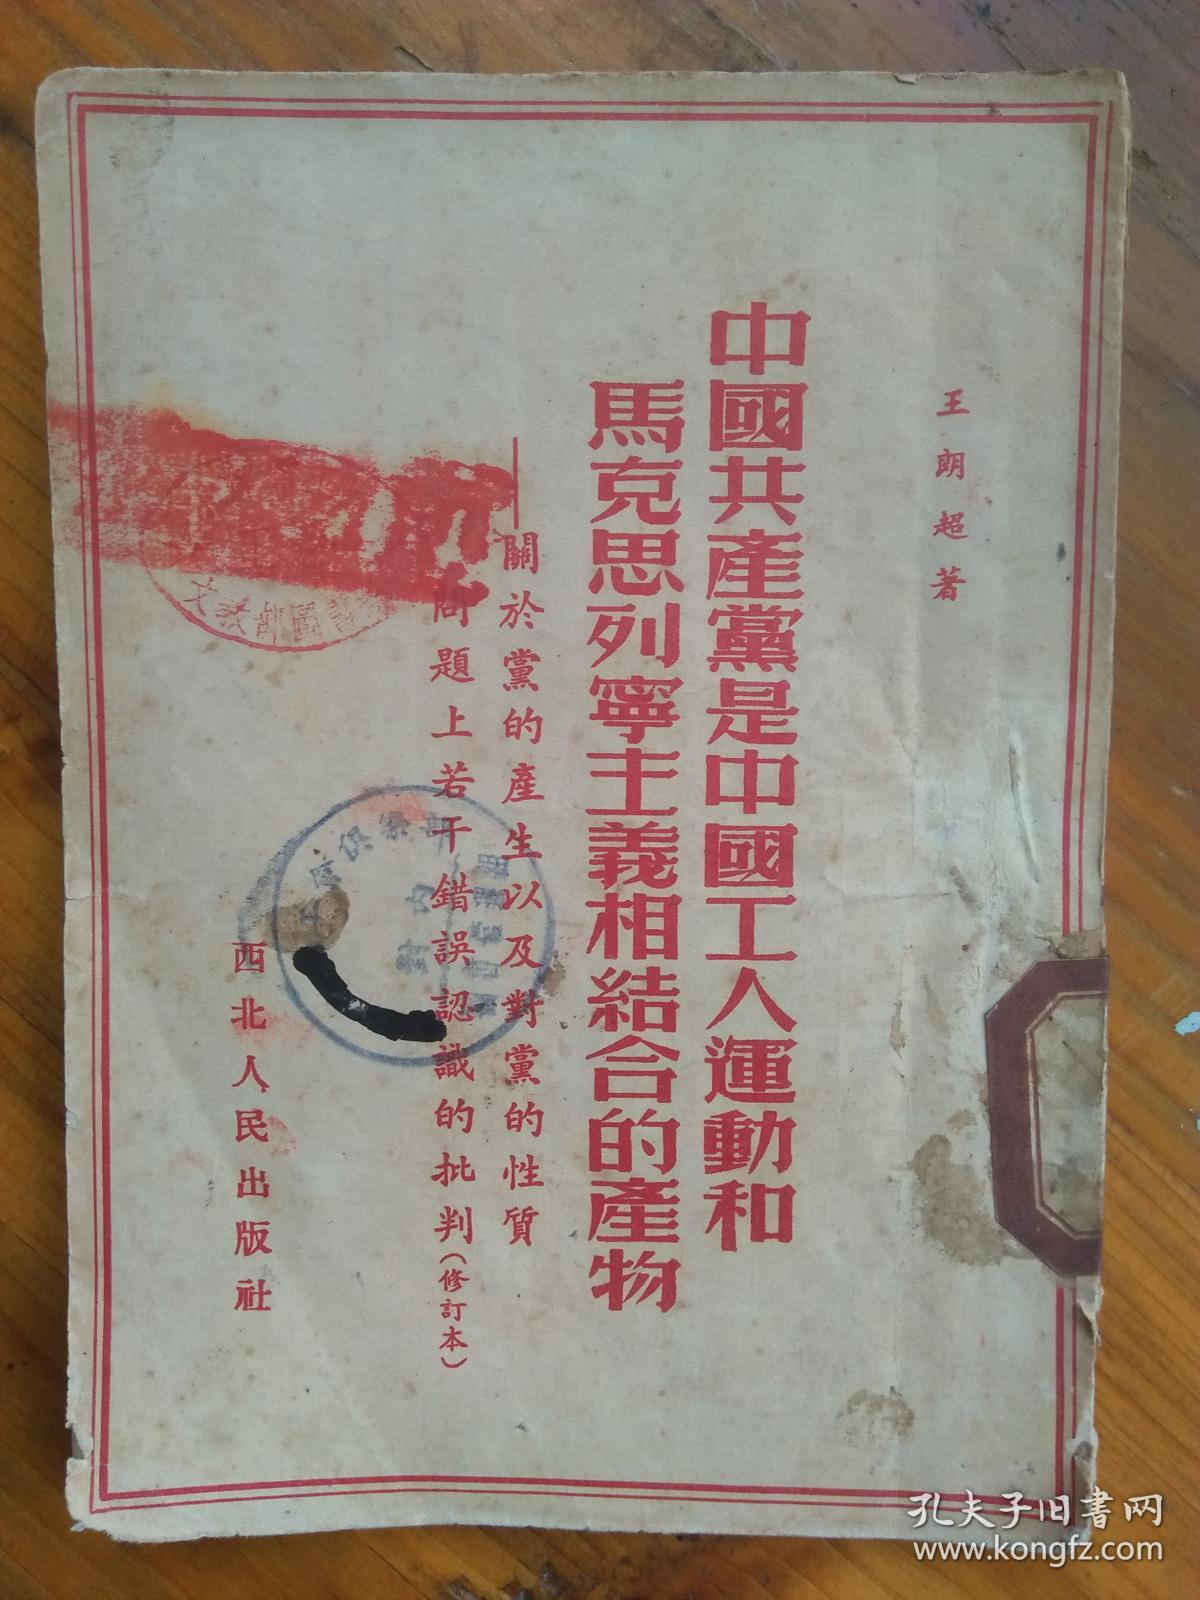 王朗超著
中國共產黨是中國工人運動和
馬克思列寧主義相結合的產物
——關於黨的產生以及對黨的性質
問題上若干錯誤認識的批判(修訂本)
西北人民出版社
孔夫子旧书网
www.kongfz.com